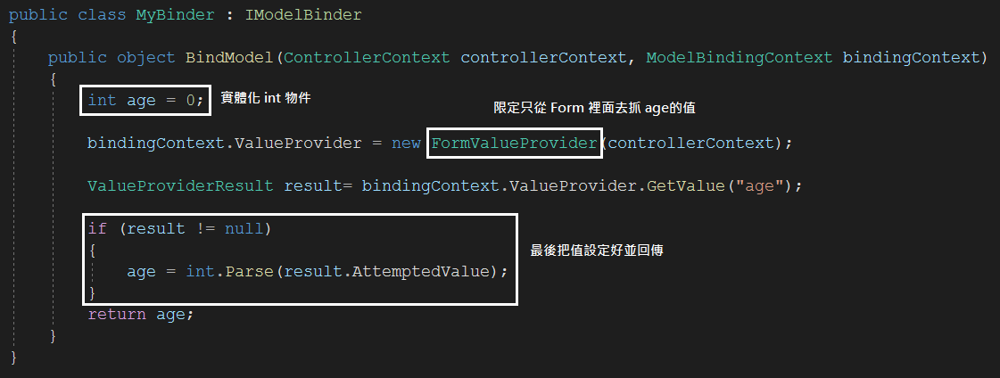 public class MyBinder : IModelBinder
{
public object BindModel(ControllerContext controllerContext, ModelBindingContext bindingContext)
{
int age = 0; 實體化 int 物件
限定只從 Form 裡面去抓 age的值
bindingContext.ValueProvider = new FormValueProvider(controllerContext);
ValueProviderResult result= bindingContext.ValueProvider.GetValue("age");
if (result != null)
{
最後把值設定好並回傳
age = int.Parse(result.AttemptedValue);
}
return age;
}
}